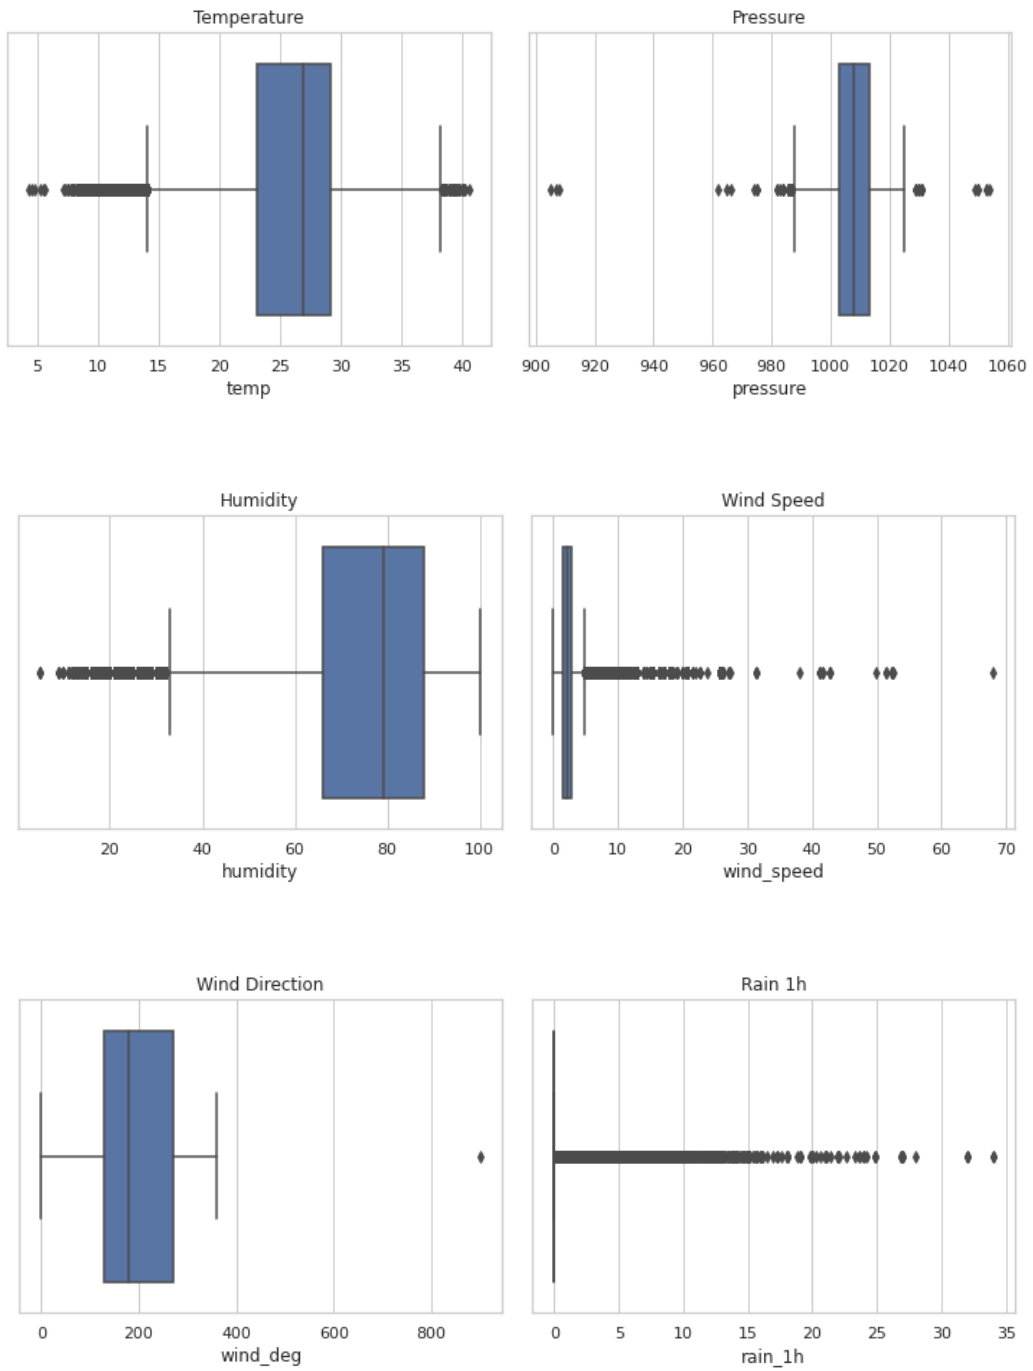 Temperature
5 10 15 20 25 30 35 40
temp
Pressure
900 920 940 960 980 1000 1020 1040 1060
pressure
Humidity
20 40 60 80 100
humidity
Wind Speed
0 10 20 30 40 50 60 70
wind_speed
Wind Direction
0 200 400 600 800
wind_deg
Rain 1h
0 5 10 15 20 25 30 35
rain_1h